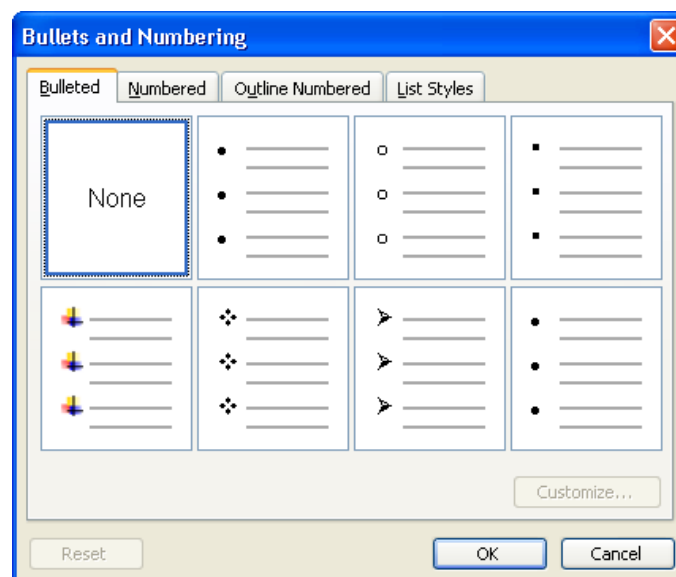 Bullets and Numbering
Bulleted Numbered Outline Numbered List Styles
None
Customize...
Reset OK Cancel